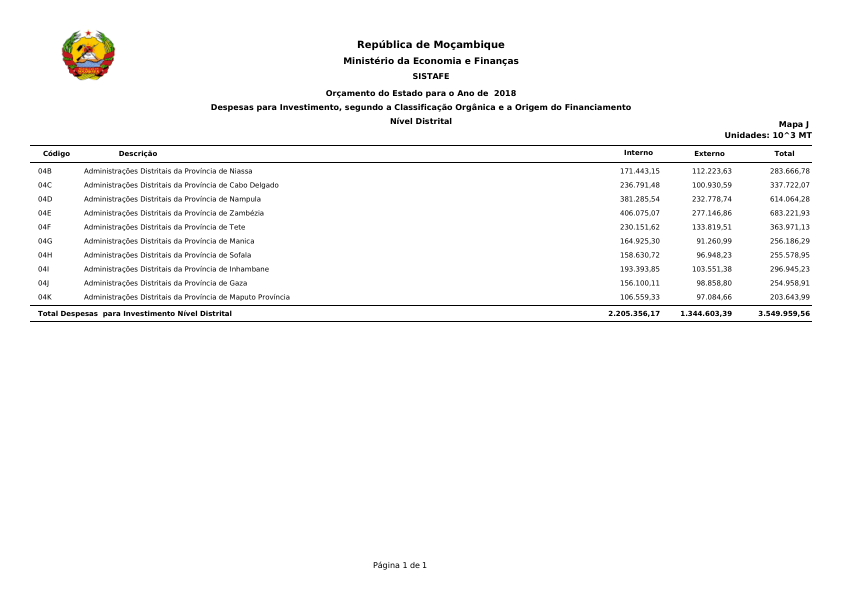 República de Moçambique
Ministério da Economia e Finanças
SISTAFE
Orçamento do Estado para o Ano de  2018
Despesas para Investimento, segundo a Classificação Orgânica e a Origem do Financiamento
Nível Distrital
Mapa J
Unidades: 10^3 MT
Código Descrição Interno Externo Total
04B Administrações Distritais da Província de Niassa 171.443,15 112.223,63 283.666,78
04C Administrações Distritais da Província de Cabo Delgado 236.791,48 100.930,59 337.722,07
04D Administrações Distritais da Província de Nampula 381.285,54 232.778,74 614.064,28
04E Administrações Distritais da Província de Zambézia 406.075,07 277.146,86 683.221,93
04F Administrações Distritais da Província de Tete 230.151,62 133.819,51 363.971,13
04G Administrações Distritais da Província de Manica 164.925,30 91.260,99 256.186,29
04H Administrações Distritais da Província de Sofala 158.630,72 96.948,23 255.578,95
04I Administrações Distritais da Província de Inhambane 193.393,85 103.551,38 296.945,23
04J Administrações Distritais da Província de Gaza 156.100,11 98.858,80 254.958,91
04K Administrações Distritais da Província de Maputo Província 106.559,33 97.084,66 203.643,99
Total Despesas  para Investimento Nível Distrital 2.205.356,17 1.344.603,39 3.549.959,56
Página 1 de 1